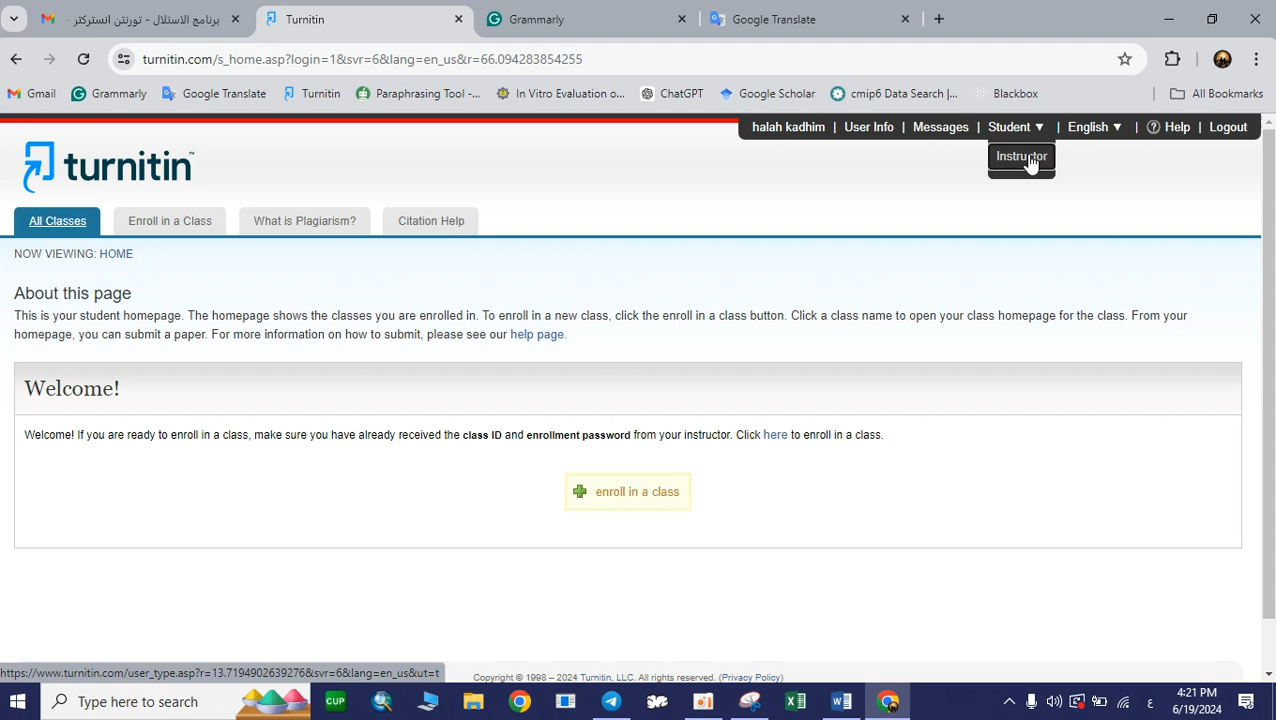 برنامج الاستلال - تورنتن انستركتر -
Turnitin
Grammarly
Google Translate
turnitin.com/s_home.asp?login=1&svr=6&lang=en_us&r=66.094283854255
Gmail
Grammarly
Google Translate
Turnitin
Paraphrasing Tool -...
In Vitro Evaluation o...
ChatGPT
Google Scholar
cmip6 Data Search |...
Blackbox
All Bookmarks
halah kadhim | User Info | Messages | Student ▼ | English ▼ | Help | Logout
Instructor
turnitin™
All Classes
Enroll in a Class
What is Plagiarism?
Citation Help
NOW VIEWING: HOME
About this page
This is your student homepage. The homepage shows the classes you are enrolled in. To enroll in a new class, click the enroll in a class button. Click a class name to open your class homepage for the class. From your
homepage, you can submit a paper. For more information on how to submit, please see our help page.
Welcome!
Welcome! If you are ready to enroll in a class, make sure you have already received the class ID and enrollment password from your instructor. Click here to enroll in a class.
enroll in a class
https://www.turnitin.com/user_type.asp?r=13.7194902639276&svr=6&lang=en_us&ut=t
Copyright © 1998 – 2024 Turnitin, LLC. All rights reserved. (Privacy Policy)
Type here to search
CUP
ع
4:21 PM
6/19/2024